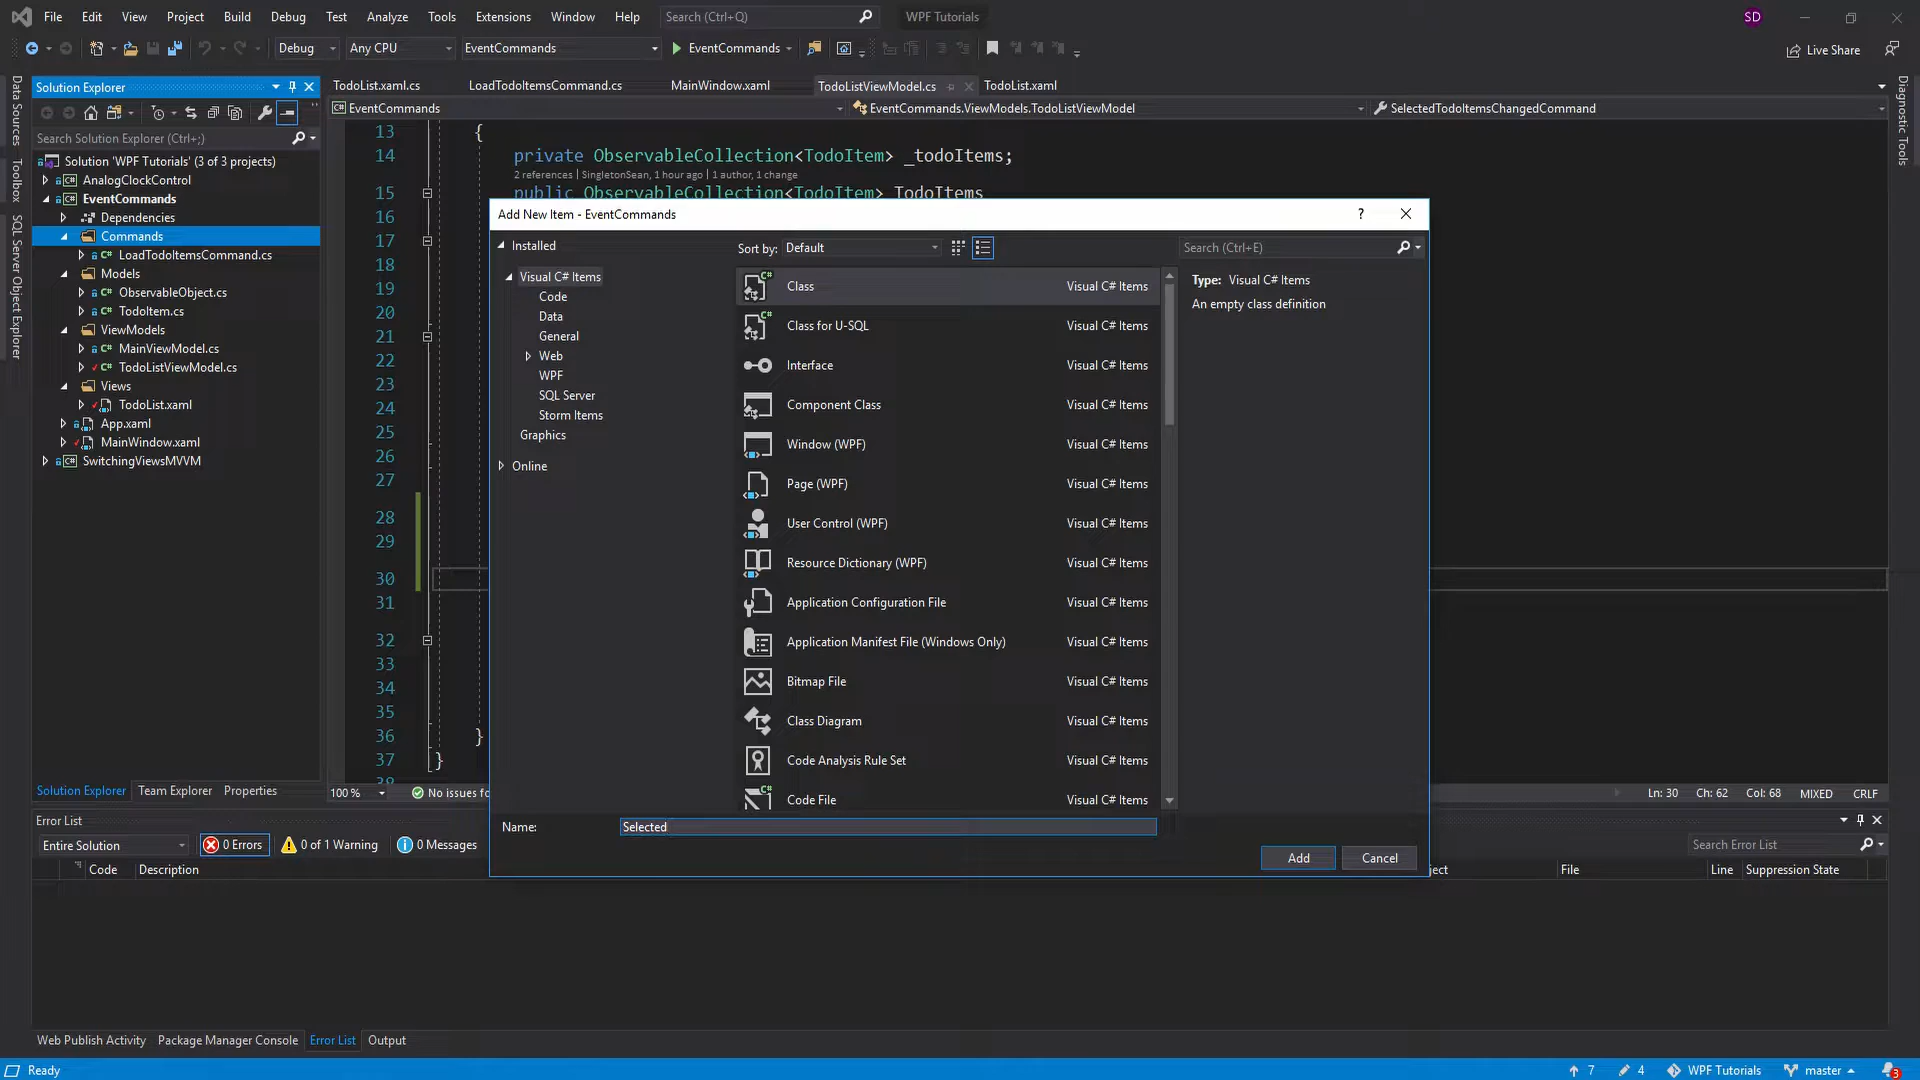 File Edit View Project Build Debug Test Analyze Tools Extensions Window Help Search (Ctrl+Q) WPF Tutorials SD
Debug Any CPU EventCommands EventCommands Live Share
Data Sources Toolbox SQL Server Object Explorer
Solution Explorer
Search Solution Explorer (Ctrl+;)
Solution 'WPF Tutorials' (3 of 3 projects)
AnalogClockControl
EventCommands
Dependencies
Commands
LoadTodoItemsCommand.cs
Models
ObservableObject.cs
TodoItem.cs
ViewModels
MainViewModel.cs
TodoListViewModel.cs
Views
TodoList.xaml
App.xaml
MainWindow.xaml
SwitchingViewsMVVM
Solution Explorer Team Explorer Properties
TodoList.xaml.cs LoadTodoItemsCommand.cs MainWindow.xaml TodoListViewModel.cs TodoList.xaml
EventCommands EventCommands.ViewModels.TodoListViewModel SelectedTodoItemsChangedCommand
Diagnostic Tools
13 {
14 private ObservableCollection<TodoItem> _todoItems;
2 references | SingletonSean, 1 hour ago | 1 author, 1 change
15 public ObservableCollection<TodoItem> TodoItems
16
17
18
19
20
21
22
23
24
25
26
27
28
29
30
31
32
33
34
35
36 }
37 }
38
100 % No issues fo
Ln: 30 Ch: 62 Col: 68 MIXED CRLF
Add New Item - EventCommands ?
Installed
Visual C# Items
Code
Data
General
Web
WPF
SQL Server
Storm Items
Graphics
Online
Sort by: Default
Search (Ctrl+E)
Class Visual C# Items
Class for U-SQL Visual C# Items
Interface Visual C# Items
Component Class Visual C# Items
Window (WPF) Visual C# Items
Page (WPF) Visual C# Items
User Control (WPF) Visual C# Items
Resource Dictionary (WPF) Visual C# Items
Application Configuration File Visual C# Items
Application Manifest File (Windows Only) Visual C# Items
Bitmap File Visual C# Items
Class Diagram Visual C# Items
Code Analysis Rule Set Visual C# Items
Code File Visual C# Items
Type: Visual C# Items
An empty class definition
Name: Selected
Add Cancel
Error List
Entire Solution 0 Errors 0 of 1 Warning 0 Messages Search Error List
Code Description ject File Line Suppression State
Web Publish Activity Package Manager Console Error List Output
Ready 7 4 WPF Tutorials master 3